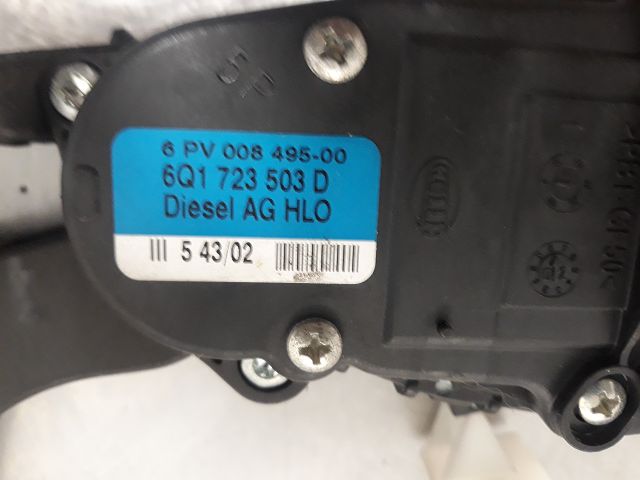 6 PV 008 495-00
6Q1 723 503 D
Diesel AG HLO
III 5 43/02